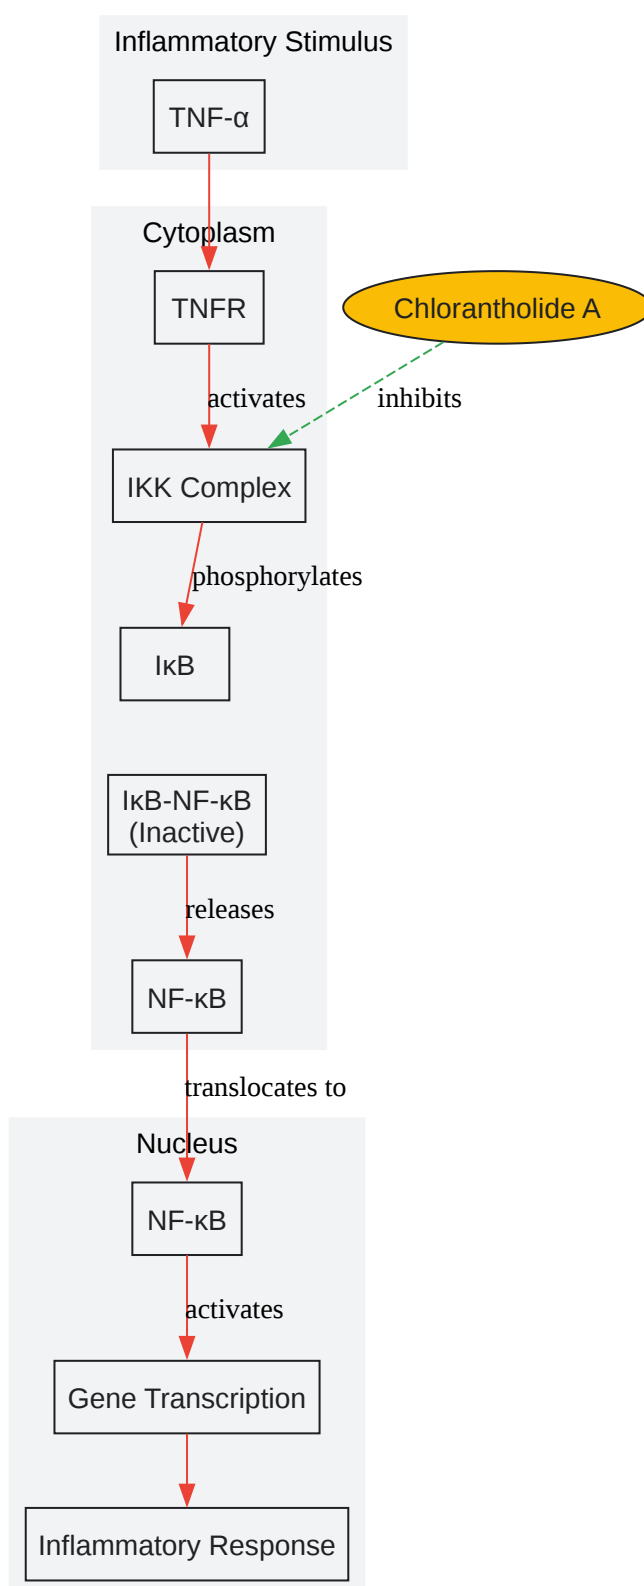 Inflammatory Stimulus
TNF-α
Cytoplasm
TNFR
Chlorantholide A
activates
inhibits
IKK Complex
phosphorylates
IκB
IκB-NF-κB
(Inactive)
releases
NF-κB
translocates to
Nucleus
NF-κB
activates
Gene Transcription
Inflammatory Response